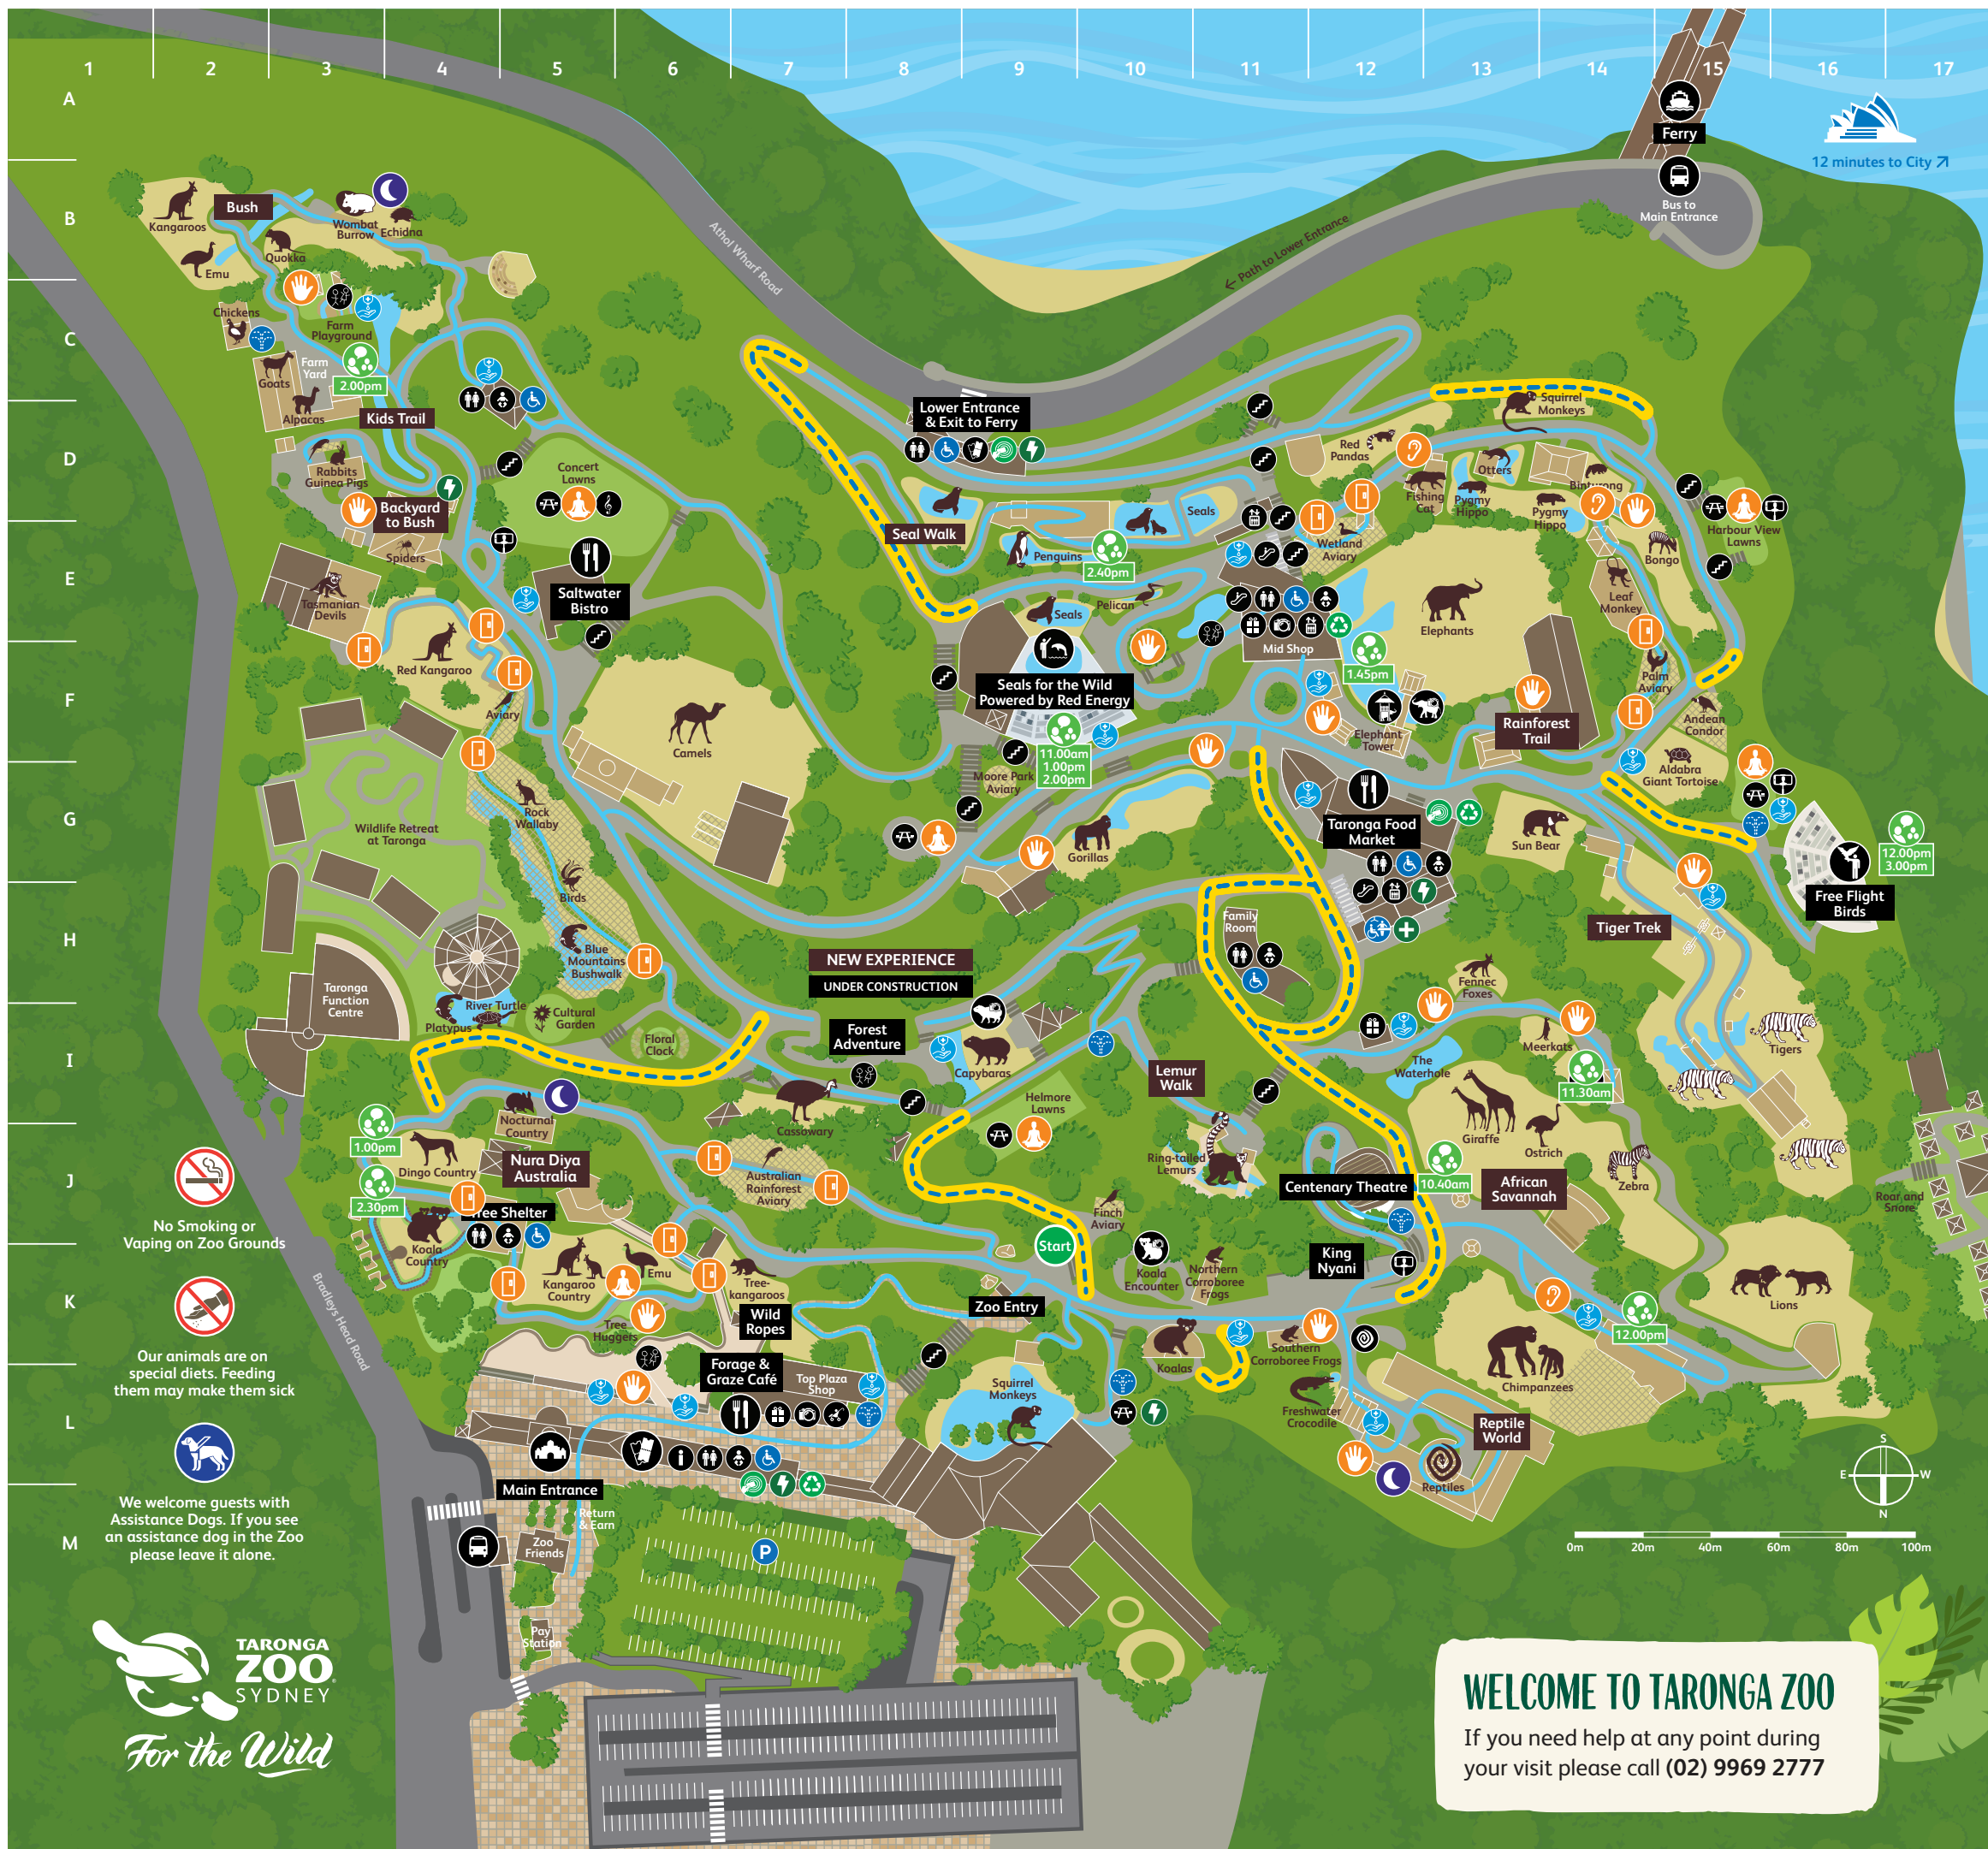 1 2 3 4 5 6 7 8 9 10 11 12 13 14 15 16 17
A
B
C
D
E
F
G
H
I
J
K
L
M
Ferry
12 minutes to City
Bus to
Main Entrance
Path to Lower Entrance
Athol Wharf Road
Kangaroos
Bush
Wombat
Burrow
Echidna
Quokka
Emu
Chickens
Farm
Playground
Farm
Yard
2.00pm
Goats
Alpacas
Kids Trail
Rabbits
Guinea Pigs
Backyard
to Bush
Spiders
Concert
Lawns
Saltwater
Bistro
Tasmanian
Devils
Red Kangaroo
Aviary
Camels
Lower Entrance
& Exit to Ferry
Seal Walk
Seals
Penguins
2.40pm
Pelican
Seals
Seals for the Wild
Powered by Red Energy
11.00am
1.00pm
2.00pm
Moore Park
Aviary
Squirrel
Monkeys
Red
Pandas
Otters
Binturong
Fishing
Cat
Pygmy
Hippo
Pygmy
Hippo
Wetland
Aviary
Harbour View
Lawns
Bongo
Leaf
Monkey
Elephants
Mid Shop
1.45pm
Elephant
Tower
Rainforest
Trail
Palm
Aviary
Andean
Condor
Aldabra
Giant Tortoise
Wildlife Retreat
at Taronga
Rock
Wallaby
Birds
Blue
Mountains
Bushwalk
Gorillas
Taronga Food
Market
Sun Bear
12.00pm
3.00pm
Free Flight
Birds
Tiger Trek
Family
Room
NEW EXPERIENCE
UNDER CONSTRUCTION
Fennec
Foxes
Taronga
Function
Centre
River Turtle
Platypus
Cultural
Garden
Floral
Clock
Forest
Adventure
Capybaras
Helmore
Lawns
Lemur
Walk
The
Waterhole
Meerkats
11.30am
Tigers
Giraffe
Ostrich
Zebra
Nocturnal
Country
1.00pm
Dingo Country
Nura Diya
Australia
Cassowary
Australian
Rainforest
Aviary
Ring-tailed
Lemurs
Centenary Theatre
10.40am
African
Savannah
Roar and
Snore
2.30pm
Tree Shelter
Koala
Country
Kangaroo
Country
Emu
Tree-
kangaroos
Tree
Huggers
Wild
Ropes
Start
Finch
Aviary
Koala
Encounter
Northern
Corroboree
Frogs
King
Nyani
Zoo Entry
Koalas
Southern
Corroboree Frogs
12.00pm
Lions
Chimpanzees
Forage &
Graze Café
Top Plaza
Shop
Squirrel
Monkeys
Freshwater
Crocodile
Reptile
World
Reptiles
Main Entrance
Return
& Earn
Zoo
Friends
P
Pay
Station
Bradleys Head Road
No Smoking or
Vaping on Zoo Grounds
Our animals are on
special diets. Feeding
them may make them sick
We welcome guests with
Assistance Dogs. If you see
an assistance dog in the Zoo
please leave it alone.
S
E W
N
0m 20m 40m 60m 80m 100m
TARONGA
ZOO
SYDNEY
For the Wild
WELCOME TO TARONGA ZOO
If you need help at any point during
your visit please call (02) 9969 2777